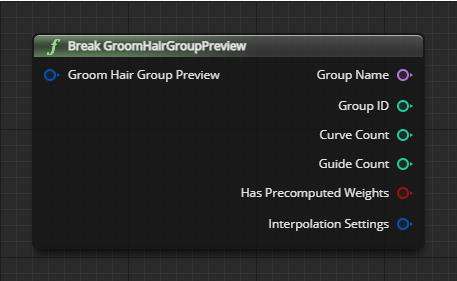 Break GroomHairGroupPreview
Groom Hair Group Preview
Group Name
Group ID
Curve Count
Guide Count
Has Precomputed Weights
Interpolation Settings